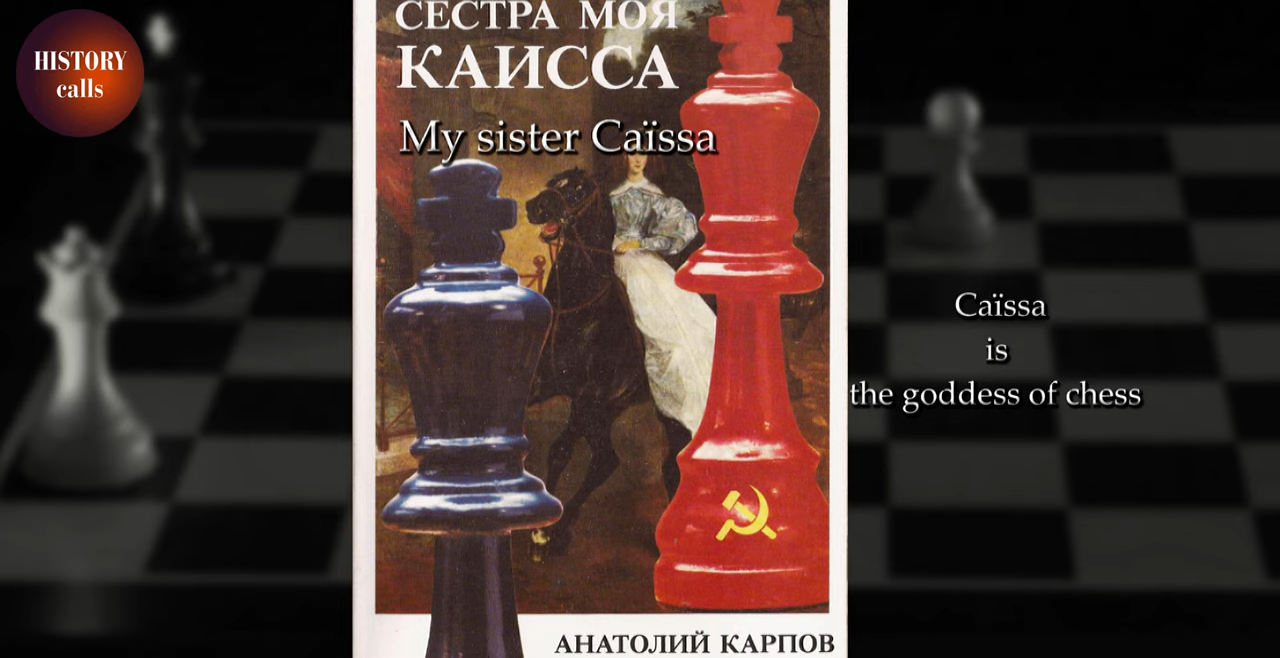 HISTORY
calls
СЕСТРА МОЯ
КАИССА
My sister Caïssa
Caïssa
is
the goddess of chess
АНАТОЛИЙ КАРПОВ